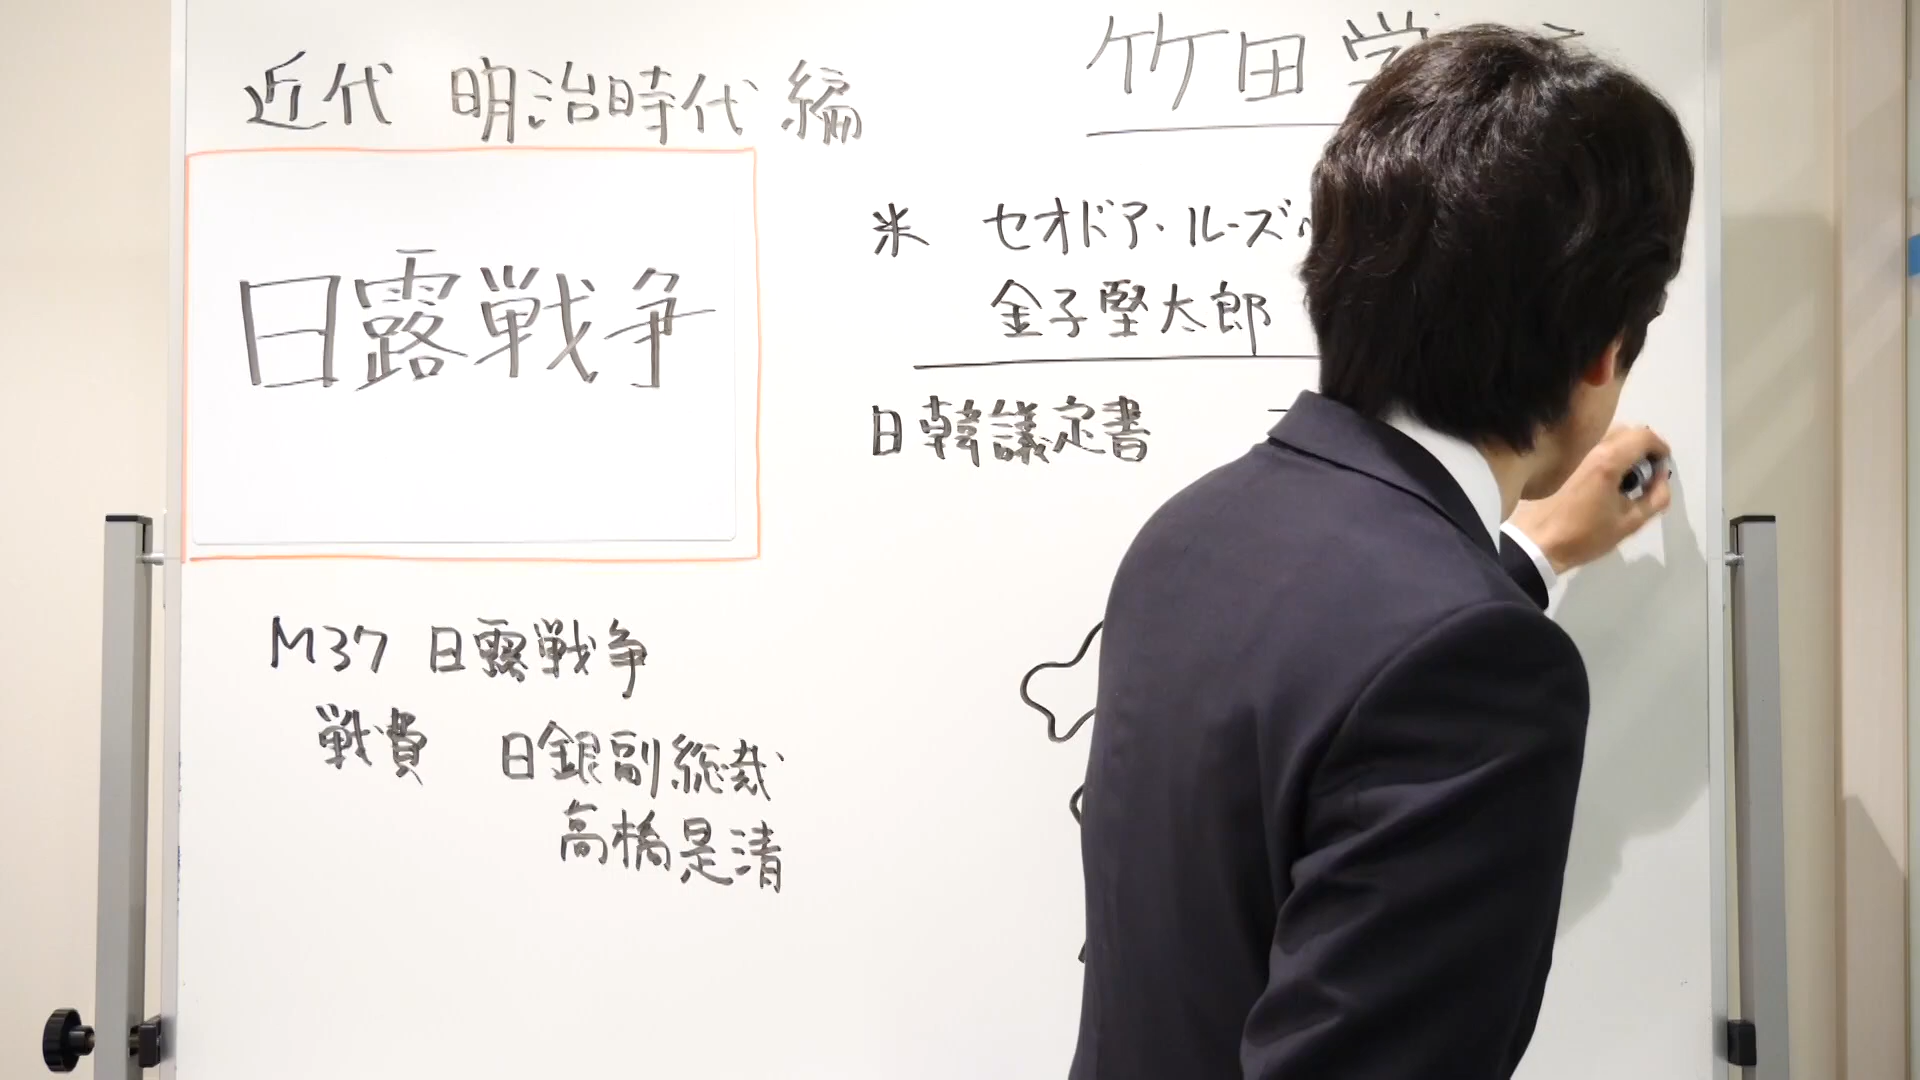 近代 明治時代 編
竹田学
日露戦争
米 セオドア・ルーズ
金子堅太郎
日韓議定書
M37 日露戦争
戦費 日銀副総裁
高橋是清